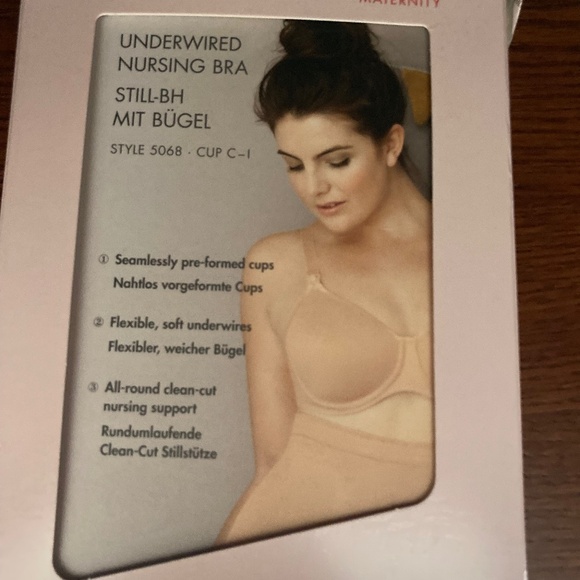 MATERNITY
UNDERWIRED
NURSING BRA
STILL-BH
MIT BÜGEL
STYLE 5068 · CUP C–I
① Seamlessly pre-formed cups
Nahtlos vorgeformte Cups
② Flexible, soft underwires
Flexibler, weicher Bügel
③ All-round clean-cut
nursing support
Rundumlaufende
Clean-Cut Stillstütze